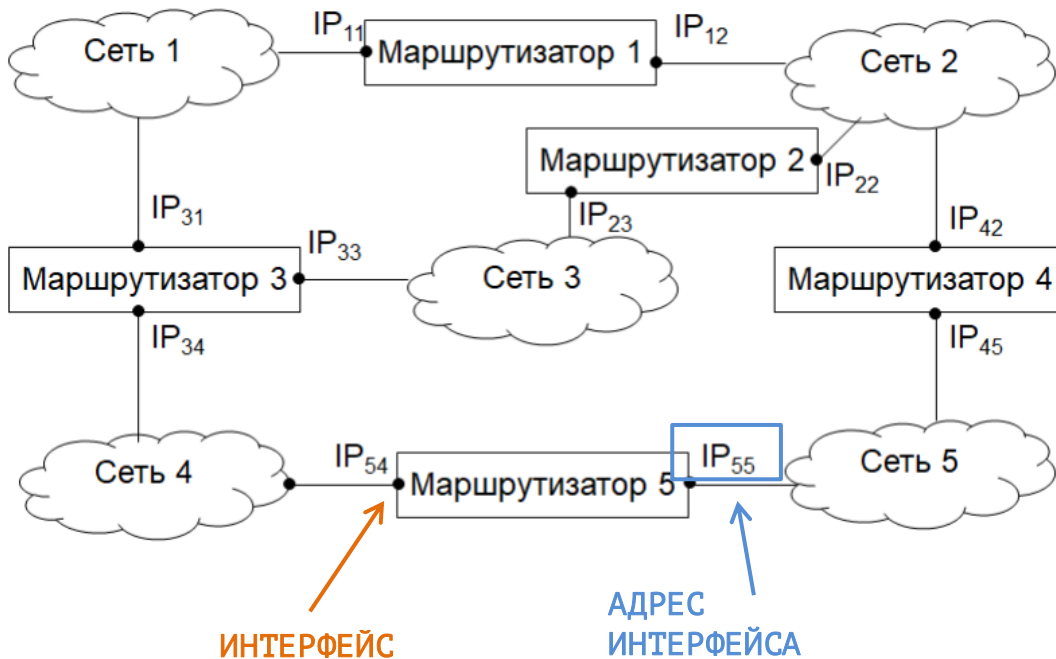 Сеть 1
IP11
Маршрутизатор 1
IP12
Сеть 2
Маршрутизатор 2
IP22
IP31
IP23
IP42
IP33
Маршрутизатор 3
Сеть 3
Маршрутизатор 4
IP34
IP45
Сеть 4
IP54
Маршрутизатор 5
IP55
Сеть 5
ИНТЕРФЕЙС
АДРЕС
ИНТЕРФЕЙСА